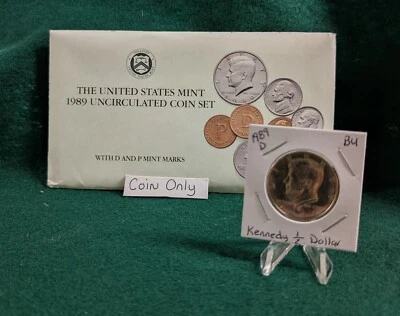 THE UNITED STATES MINT
1989 UNCIRCULATED COIN SET
WITH D AND P MINT MARKS
Coin Only
1989
D
BU
Kennedy 1/2 Dollar
P
D